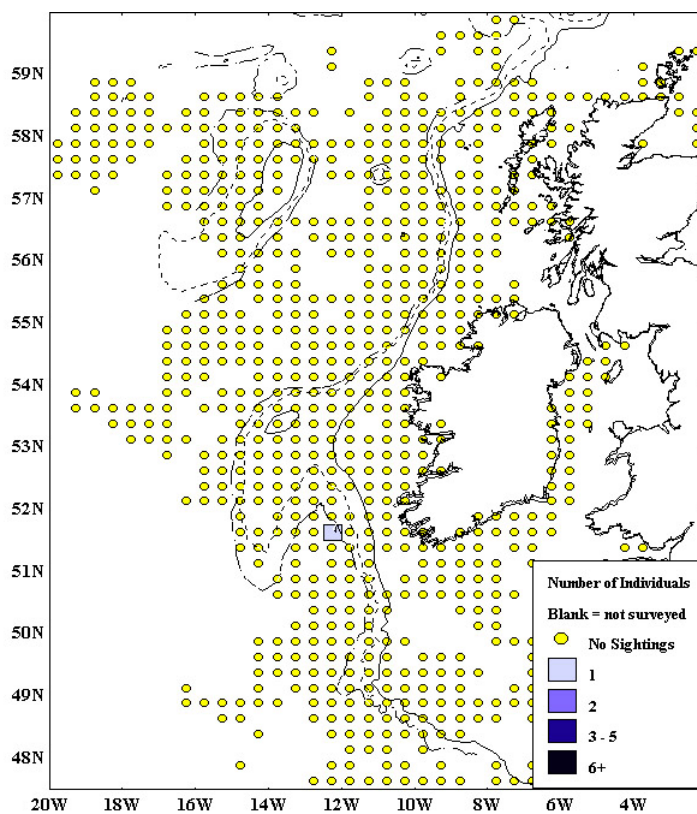 59N
58N
57N
56N
55N
54N
53N
52N
51N
50N
49N
48N
Number of Individuals
Blank = not surveyed
No Sightings
1
2
3 - 5
6+
20W 18W 16W 14W 12W 10W 8W 6W 4W